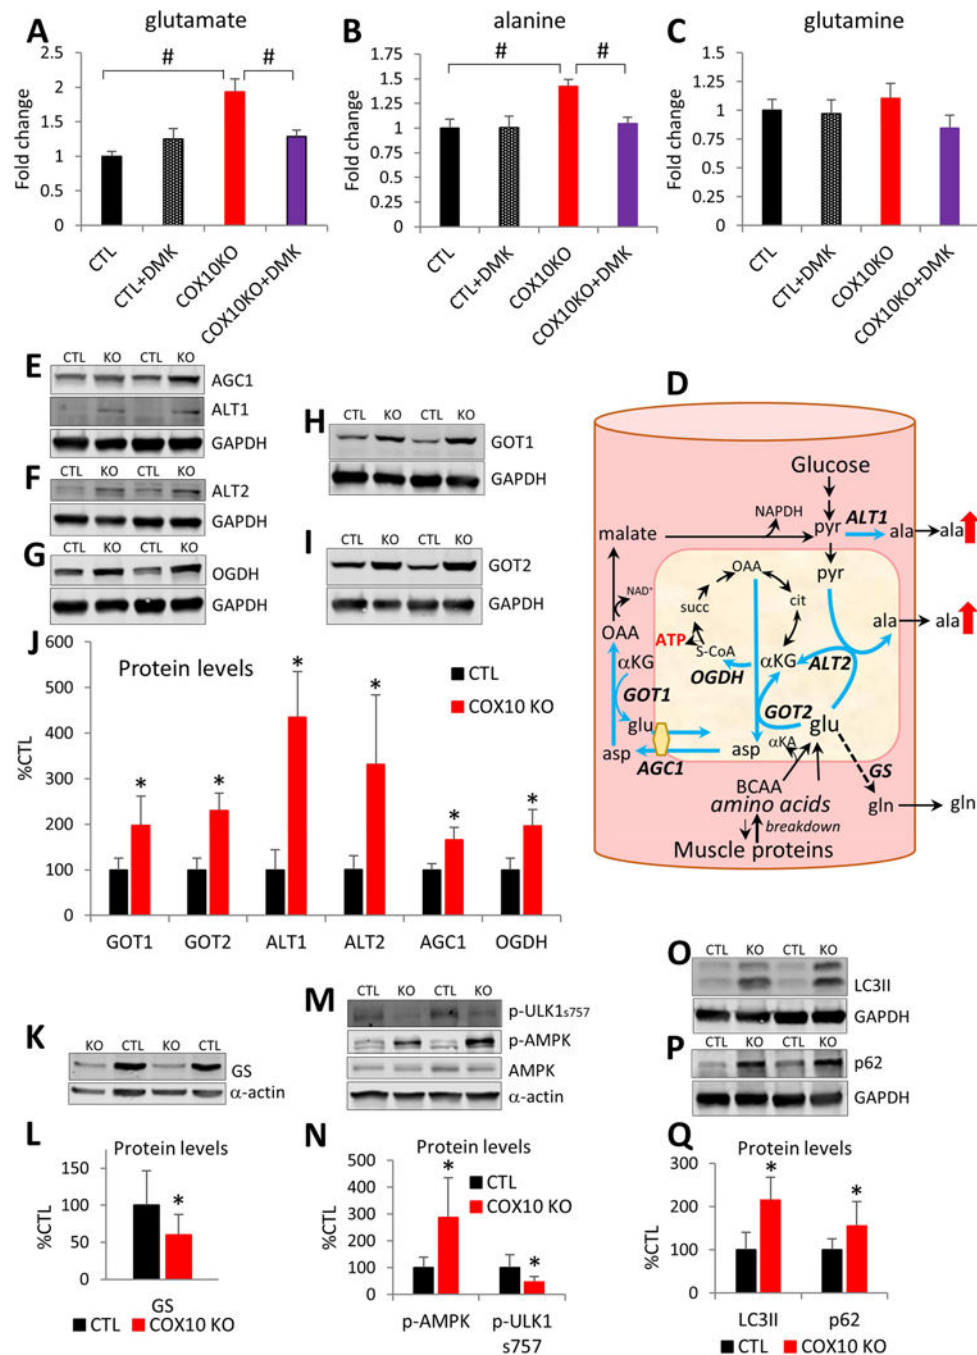 A
glutamate
#
#
Fold change
2.5
2
1.5
1
0.5
0
CTL
CTL+DMK
COX10KO
COX10KO+DMK
B
alanine
#
#
Fold change
1.75
1.5
1.25
1
0.75
0.5
0.25
0
CTL
CTL+DMK
COX10KO
COX10KO+DMK
C
glutamine
Fold change
1.75
1.5
1.25
1
0.75
0.5
0.25
0
CTL
CTL+DMK
COX10KO
COX10KO+DMK
E
CTL KO CTL KO
AGC1
ALT1
GAPDH
F
CTL KO CTL KO
ALT2
GAPDH
G
CTL KO CTL KO
OGDH
GAPDH
H
CTL KO CTL KO
GOT1
GAPDH
I
CTL KO CTL KO
GOT2
GAPDH
D
Glucose
NAPDH
malate
pyr
ALT1
ala
ala
pyr
OAA
NAD⁺
succ
cit
ala
ala
OAA
ATP
S-CoA
αKG
αKG
ALT2
OGDH
GOT1
GOT2
glu
glu
asp
AGC1
asp
αKA
GS
BCAA
gln
gln
amino acids
breakdown
Muscle proteins
J
Protein levels
CTL
COX10 KO
%CTL
600
500
400
300
200
100
0
* * * * * *
GOT1 GOT2 ALT1 ALT2 AGC1 OGDH
K
KO CTL KO CTL
GS
α-actin
L
Protein levels
%CTL
150
100
50
0
*
GS
CTL COX10 KO
M
CTL KO CTL KO
p-ULK1s757
p-AMPK
AMPK
α-actin
N
Protein levels
%CTL
500
400
300
200
100
0
*
CTL
COX10 KO
*
p-AMPK p-ULK1
s757
O
CTL KO CTL KO
LC3II
GAPDH
P
CTL KO CTL KO
p62
GAPDH
Q
Protein levels
%CTL
300
200
100
0
* *
LC3II p62
CTL COX10 KO